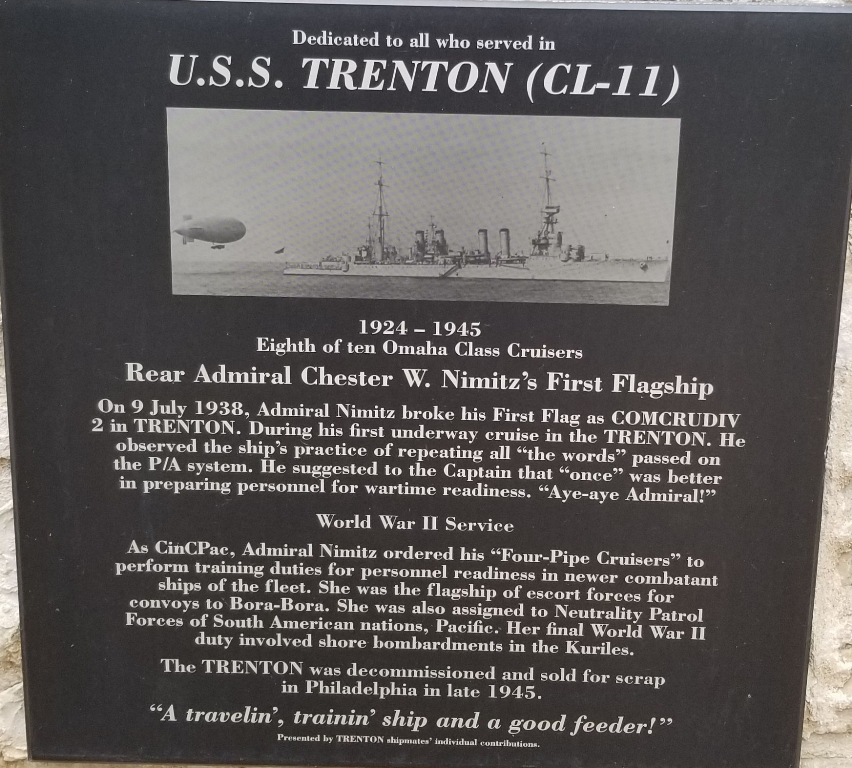 Dedicated to all who served in
U.S.S. TRENTON (CL-11)
1924 – 1945
Eighth of ten Omaha Class Cruisers
Rear Admiral Chester W. Nimitz's First Flagship
On 9 July 1938, Admiral Nimitz broke his First Flag as COMCRUDIV
2 in TRENTON. During his first underway cruise in the TRENTON. He
observed the ship's practice of repeating all “the words” passed on
the P/A system. He suggested to the Captain that “once” was better
in preparing personnel for wartime readiness. “Aye-aye Admiral!”
World War II Service
As CinCPac, Admiral Nimitz ordered his “Four-Pipe Cruisers” to
perform training duties for personnel readiness in newer combatant
ships of the fleet. She was the flagship of escort forces for
convoys to Bora-Bora. She was also assigned to Neutrality Patrol
Forces of South American nations, Pacific. Her final World War II
duty involved shore bombardments in the Kuriles.
The TRENTON was decommissioned and sold for scrap
in Philadelphia in late 1945.
“A travelin', trainin' ship and a good feeder!”
Presented by TRENTON shipmates' individual contributions.